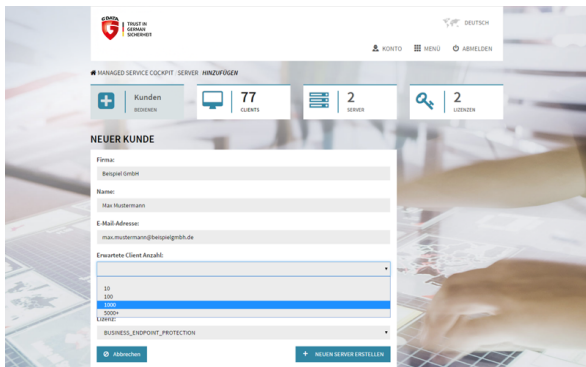 G DATA
TRUST IN
GERMAN
SICHERHEIT
DEUTSCH
KONTO MENÜ ABMELDEN
MANAGED SERVICE COCKPIT : SERVER HINZUFÜGEN
Kunden
BEDIENEN
77
CLIENTS
2
SERVER
2
LIZENZEN
NEUER KUNDE
Firma:
Beispiel GmbH
Name:
Max Mustermann
E-Mail-Adresse:
max.mustermann@beispielgmbh.de
Erwartete Client Anzahl:
10
100
1000
5000+
Lizenz:
BUSINESS_ENDPOINT_PROTECTION
Abbrechen
+ NEUEN SERVER ERSTELLEN